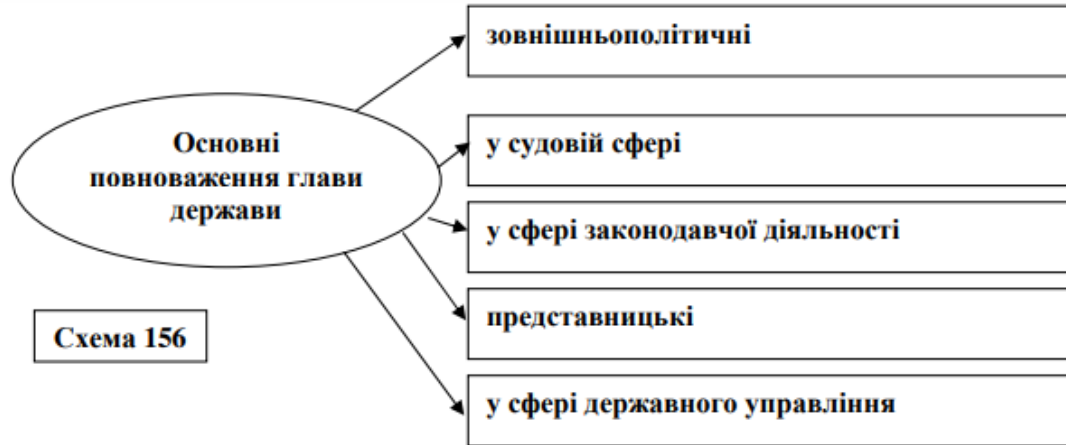 Основні
повноваження глави
держави
зовнішньополітичні
у судовій сфері
у сфері законодавчої діяльності
представницькі
у сфері державного управління
Схема 156